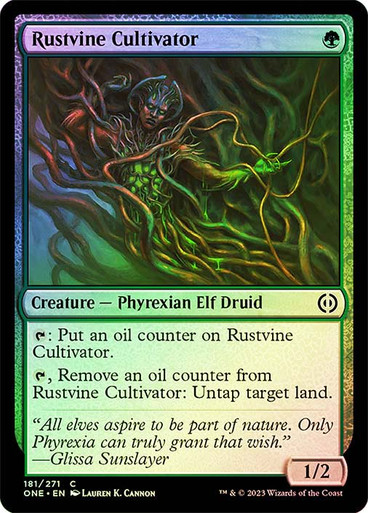 Rustvine Cultivator
Creature — Phyrexian Elf Druid
: Put an oil counter on Rustvine
Cultivator.
, Remove an oil counter from
Rustvine Cultivator: Untap target land.
“All elves aspire to be part of nature. Only
Phyrexia can truly grant that wish.”
—Glissa Sunslayer
1/2
181/271 C
ONE • EN LAUREN K. CANNON
™ & © 2023 Wizards of the Coast